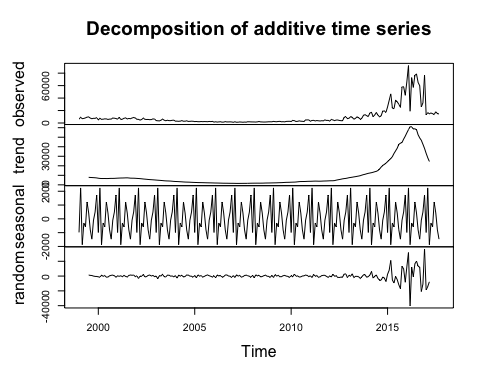 Decomposition of additive time series
observed
0 60000
trend
30000
seasonal
-2000 0 2000
random
-40000 0
2000 2005 2010 2015
Time